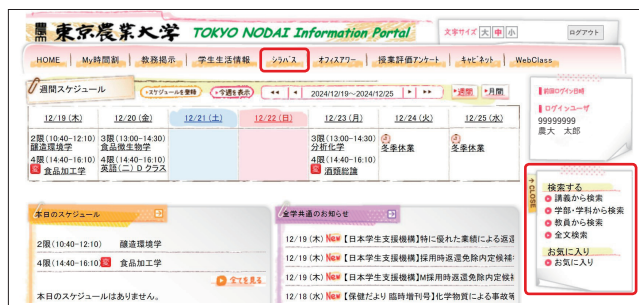 東京農業大学 TOKYO NODAI Information Portal
文字サイズ 大 中 小
ログアウト
HOME My時間割 教務掲示 学生生活情報 シラバス オフィスアワー 授業評価アンケート キャビネット WebClass
週間スケジュール
スケジュールを登録 今週を表示 2024/12/19~2024/12/25 週間 月間
前回ログイン日時
ログインユーザ
99999999
農大 太郎
12/19 (木) 12/20 (金) 12/21 (土) 12/22 (日) 12/23 (月) 12/24 (火) 12/25 (水)
2限(10:40-12:10) 3限(13:00-14:30) 3限(13:00-14:30)
醸造環境学 食品微生物学 分析化学 冬季休業 冬季休業
4限(14:40-16:10) 4限(14:40-16:10) 4限(14:40-16:10)
変 食品加工学 英語(二) D クラス 変 酒類総論
CLOSE
検索する
講義から検索
学部・学科から検索
教員から検索
全文検索
お気に入り
お気に入り
本日のスケジュール
2限(10:40-12:10) 醸造環境学
4限(14:40-16:10) 変 食品加工学
全てを見る
本日のスケジュールはありません。
全学共通のお知らせ
12/19 (木) New 【日本学生支援機構】特に優れた業績による返還
12/19 (木) New 【日本学生支援機構】採用時返還免除内定候補
12/19 (木) New 【日本学生支援機構】M採用時返還免除内定候
12/18 (水) New 【保健だより 臨時増刊号】化学物質による事故